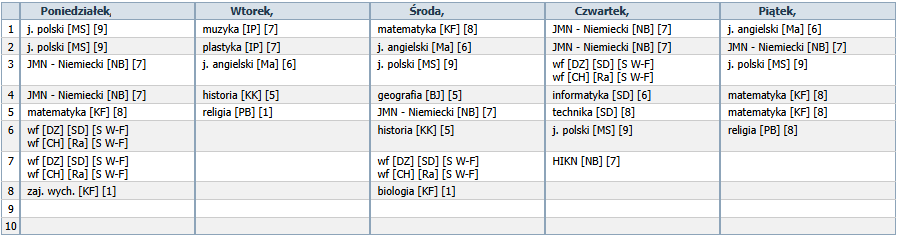 Poniedziałek, Wtorek, Środa, Czwartek, Piątek,
1 j. polski [MS] [9] muzyka [IP] [7] matematyka [KF] [8] JMN - Niemiecki [NB] [7] j. angielski [Ma] [6]
2 j. polski [MS] [9] plastyka [IP] [7] j. angielski [Ma] [6] JMN - Niemiecki [NB] [7] JMN - Niemiecki [NB] [7]
3 JMN - Niemiecki [NB] [7] j. angielski [Ma] [6] j. polski [MS] [9] wf [DZ] [SD] [S W-F] j. polski [MS] [9]
wf [CH] [Ra] [S W-F]
4 JMN - Niemiecki [NB] [7] historia [KK] [5] geografia [BJ] [5] informatyka [SD] [6] matematyka [KF] [8]
5 matematyka [KF] [8] religia [PB] [1] JMN - Niemiecki [NB] [7] technika [SD] [8] matematyka [KF] [8]
6 wf [DZ] [SD] [S W-F] historia [KK] [5] j. polski [MS] [9] religia [PB] [8]
wf [CH] [Ra] [S W-F]
7 wf [DZ] [SD] [S W-F] wf [DZ] [SD] [S W-F] HIKN [NB] [7]
wf [CH] [Ra] [S W-F] wf [CH] [Ra] [S W-F]
8 zaj. wych. [KF] [1] biologia [KF] [1]
9
10